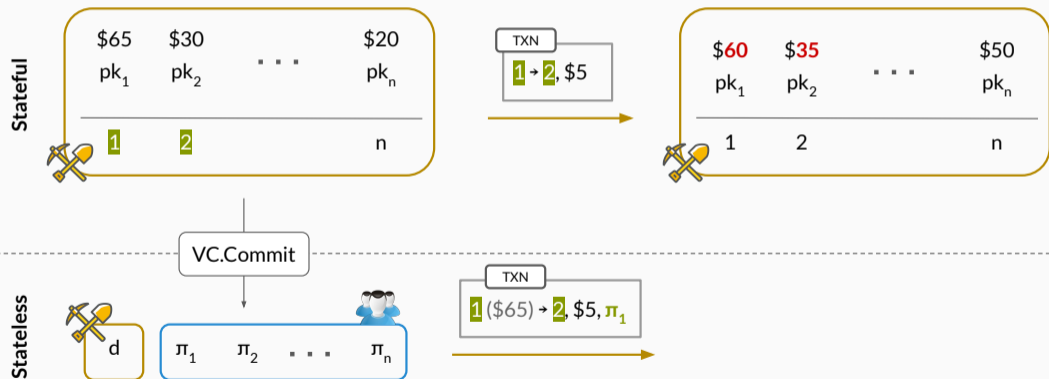 Stateful
$65 $30 ... $20
pk1 pk2 pkn
1 2 n
TXN
1 → 2, $5
$60 $35 ... $50
pk1 pk2 pkn
1 2 n
VC.Commit
Stateless
d
π1 π2 ... πn
TXN
1 ($65) → 2, $5, π1